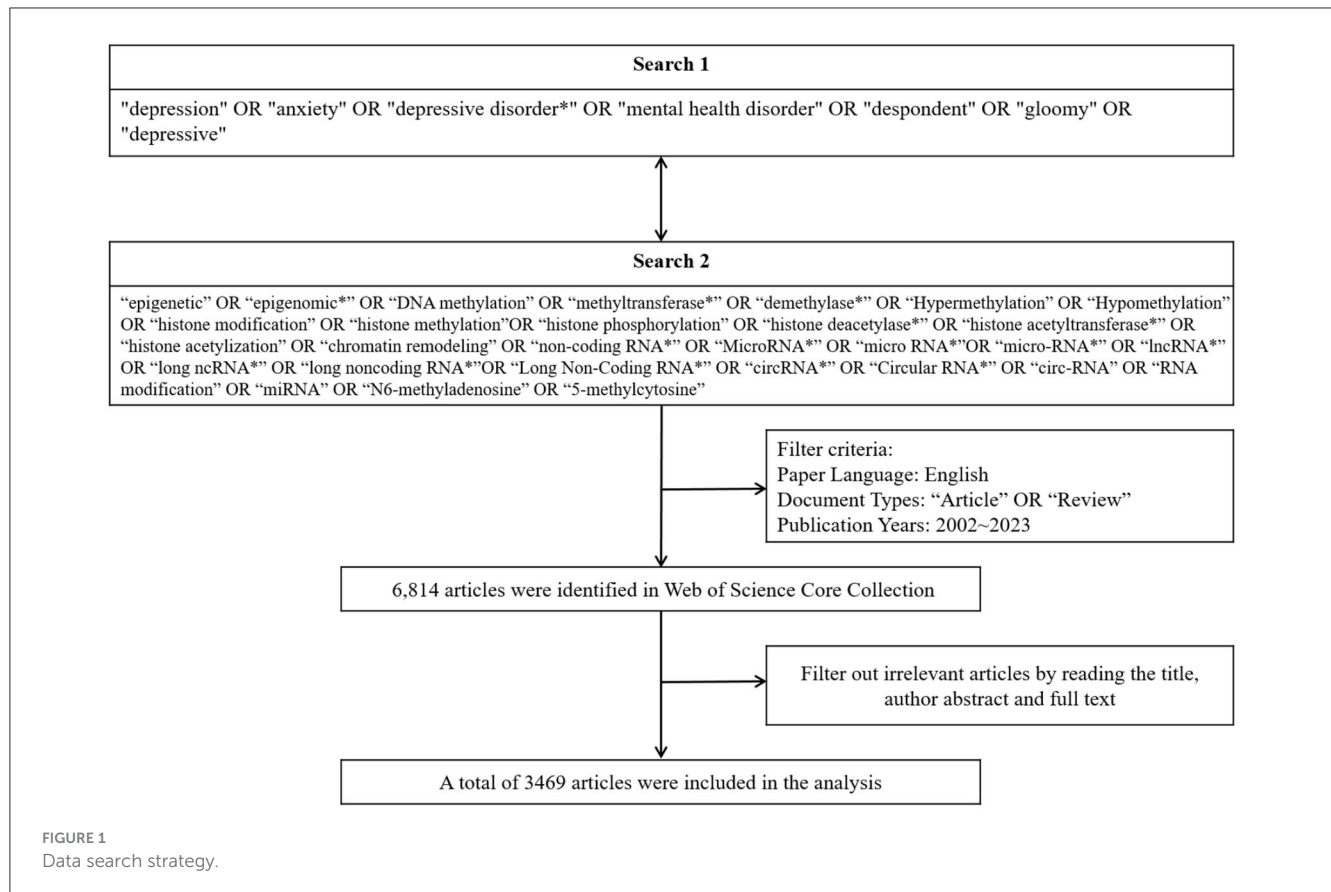 Search 1
"depression" OR "anxiety" OR "depressive disorder*" OR "mental health disorder" OR "despondent" OR "gloomy" OR
"depressive"
Search 2
“epigenetic” OR “epigenomic*” OR “DNA methylation” OR “methyltransferase*” OR “demethylase*” OR “Hypermethylation” OR “Hypomethylation”
OR “histone modification” OR “histone methylation”OR “histone phosphorylation” OR “histone deacetylase*” OR “histone acetyltransferase*” OR
“histone acetylization” OR “chromatin remodeling” OR “non-coding RNA*” OR “MicroRNA*” OR “micro RNA*”OR “micro-RNA*” OR “lncRNA*”
OR “long ncRNA*” OR “long noncoding RNA*”OR “Long Non-Coding RNA*” OR “circRNA*” OR “Circular RNA*” OR “circ-RNA” OR “RNA
modification” OR “miRNA” OR “N6-methyladenosine” OR “5-methylcytosine”
Filter criteria:
Paper Language: English
Document Types: “Article” OR “Review”
Publication Years: 2002~2023
6,814 articles were identified in Web of Science Core Collection
Filter out irrelevant articles by reading the title,
author abstract and full text
A total of 3469 articles were included in the analysis
FIGURE 1
Data search strategy.